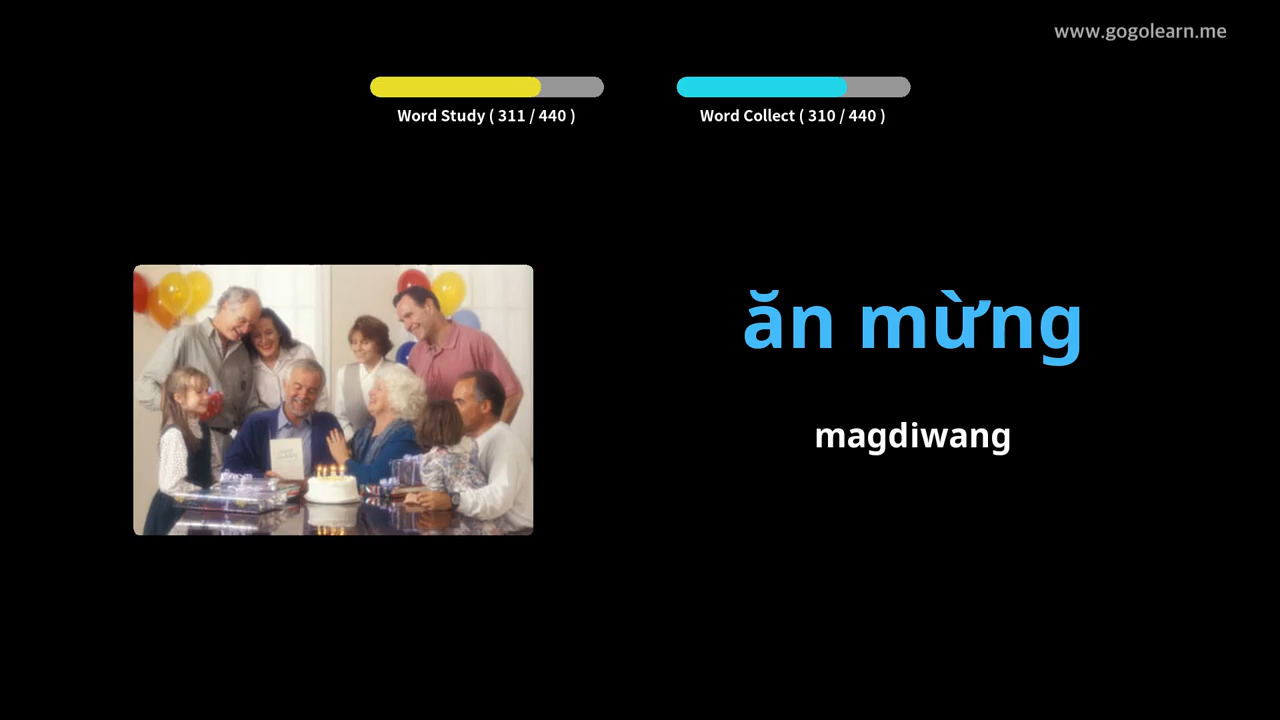 www.gogolearn.me
Word Study ( 311 / 440 )
Word Collect ( 310 / 440 )
ăn mừng
magdiwang